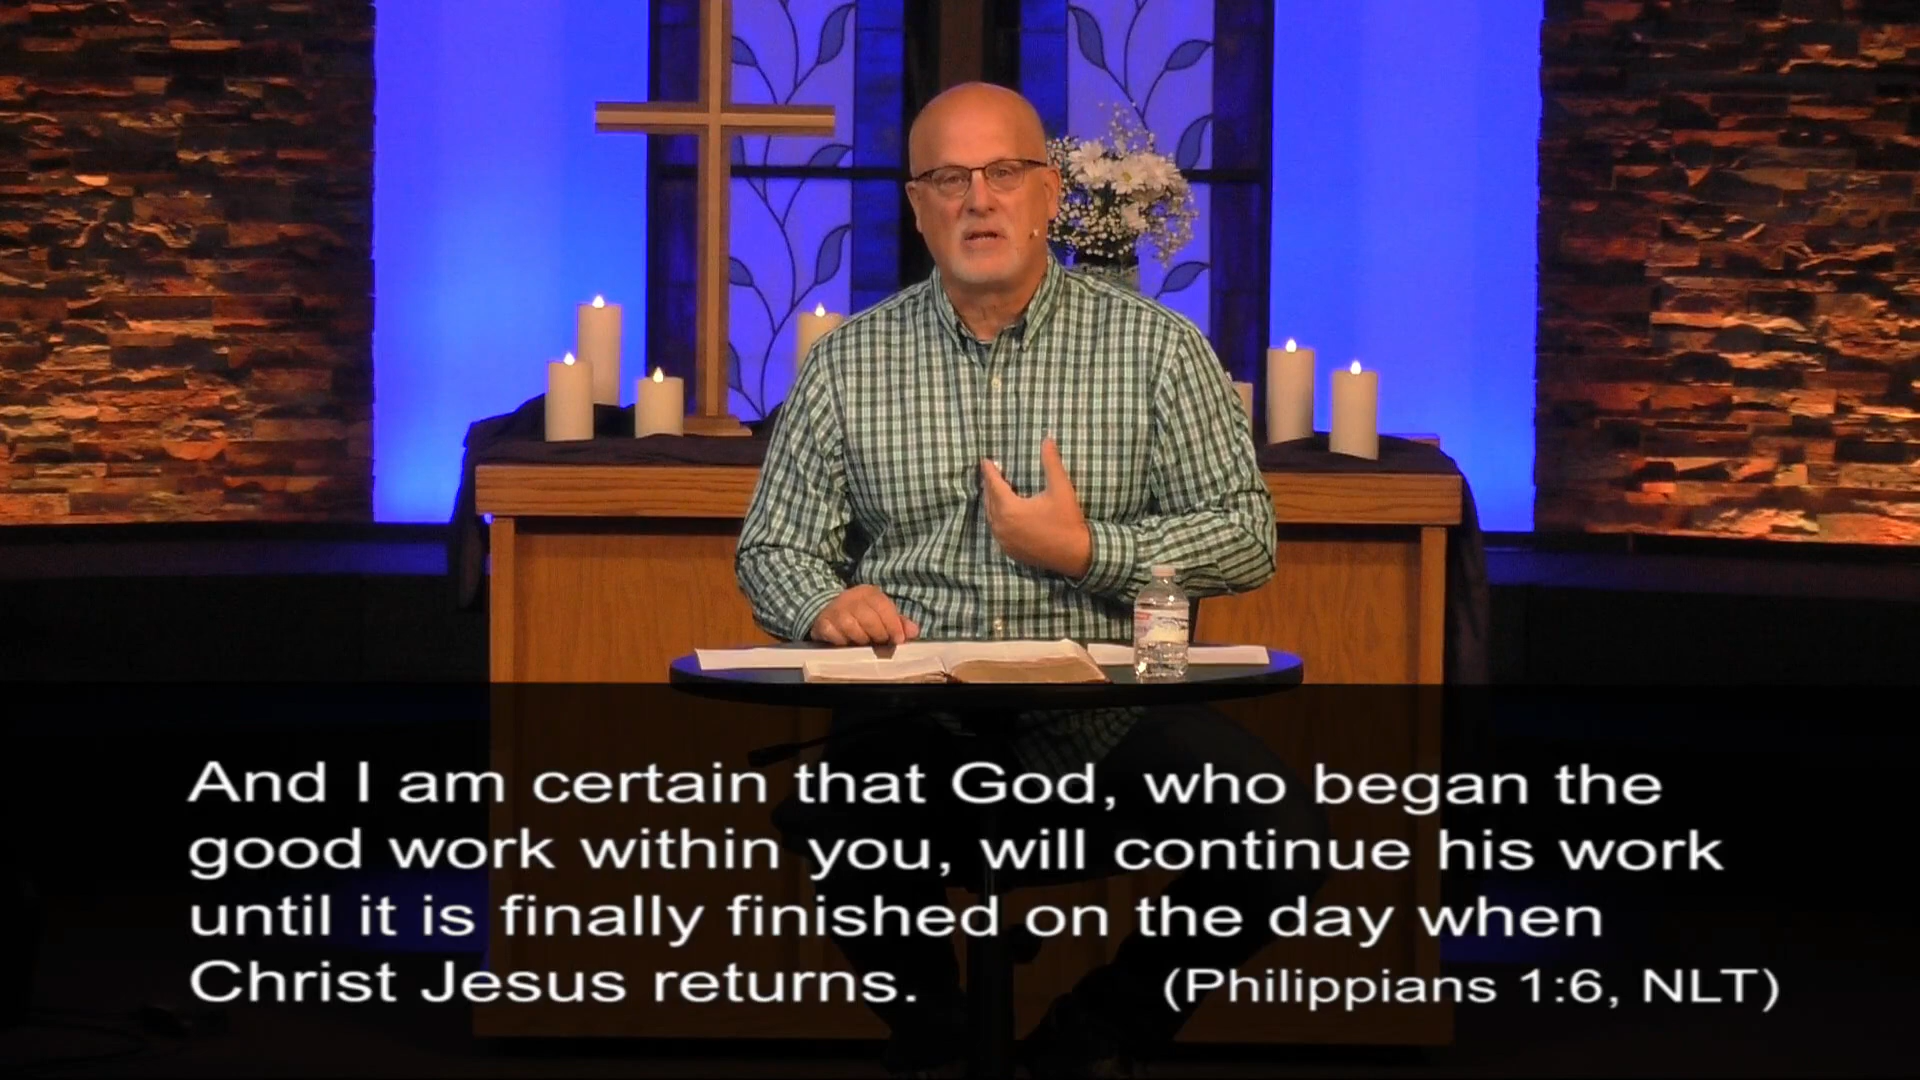 And I am certain that God, who began the
good work within you, will continue his work
until it is finally finished on the day when
Christ Jesus returns. (Philippians 1:6, NLT)